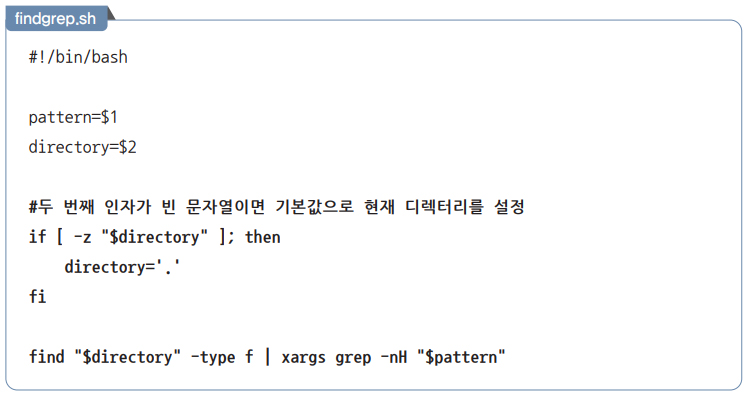 findgrep.sh
#!/bin/bash
pattern=$1
directory=$2
#두 번째 인자가 빈 문자열이면 기본값으로 현재 디렉터리를 설정
if [ -z "$directory" ]; then
    directory='.'
fi
find "$directory" -type f | xargs grep -nH "$pattern"